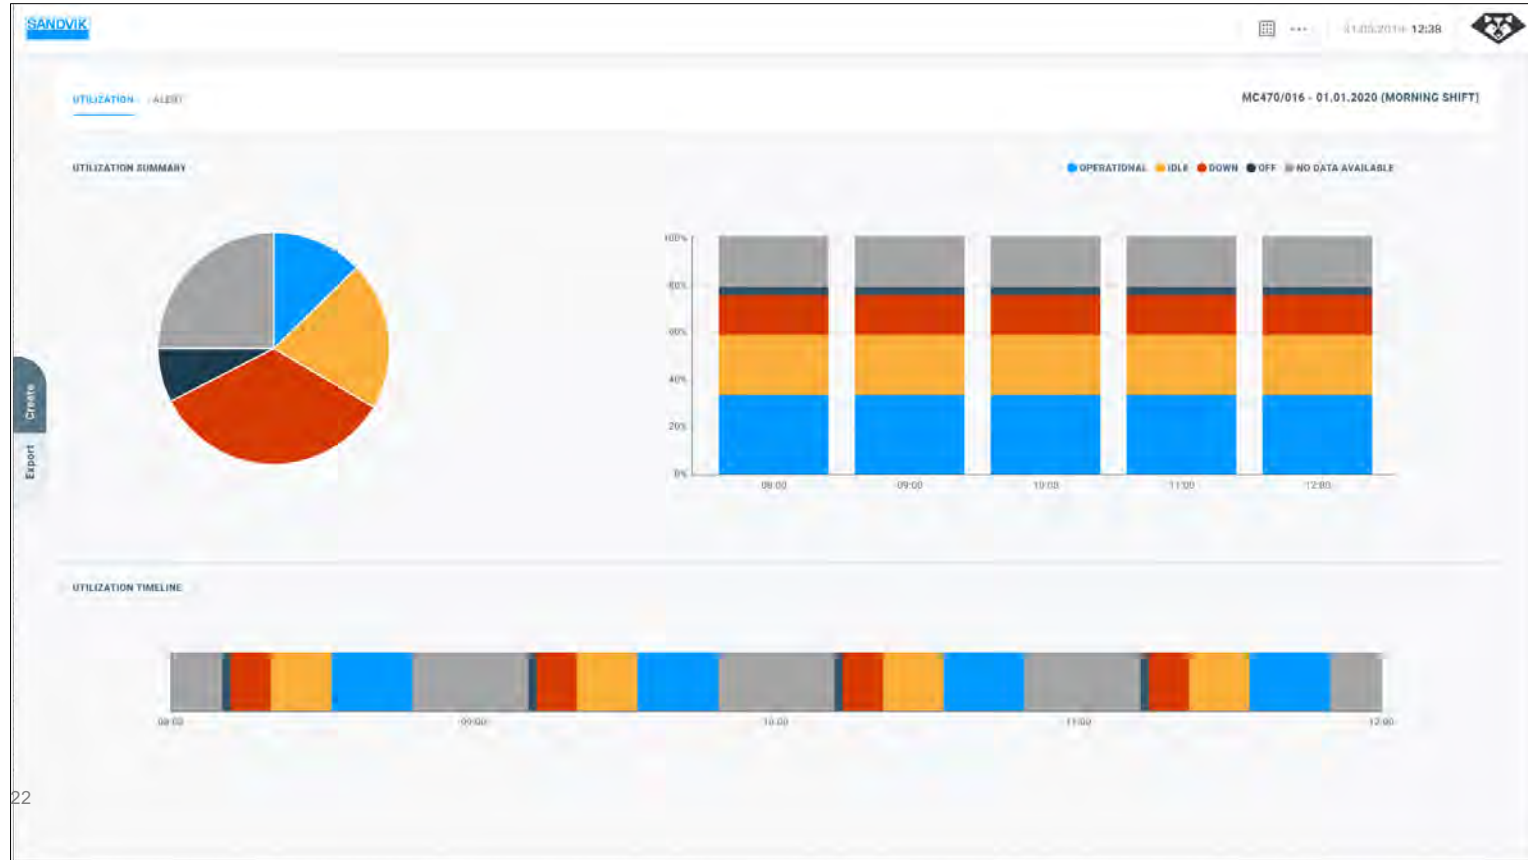 SANDVIK
12:38
UTILIZATION ALERT
MC470/016 - 01.01.2020 (MORNING SHIFT)
UTILIZATION SUMMARY
OPERATIONAL IDLE DOWN OFF NO DATA AVAILABLE
100%
80%
60%
40%
20%
0%
08:00 09:00 10:00 11:00 12:00
Create
Export
UTILIZATION TIMELINE
08:00 09:00 10:00 11:00 12:00
22